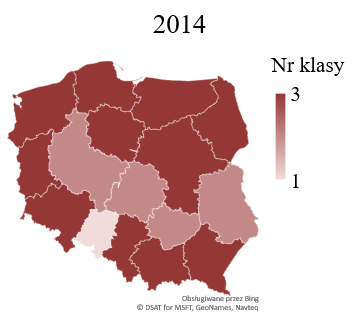 2014
Nr klasy
3
1
Obsługiwane przez Bing
© DSAT for MSFT, GeoNames, Navteq